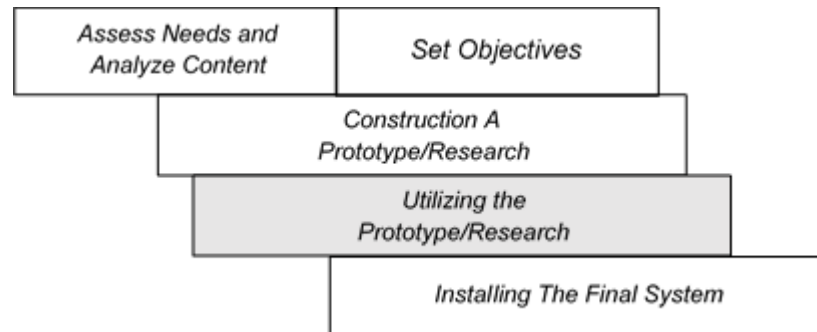 Assess Needs and
Analyze Content
Set Objectives
Construction A
Prototype/Research
Utilizing the
Prototype/Research
Installing The Final System